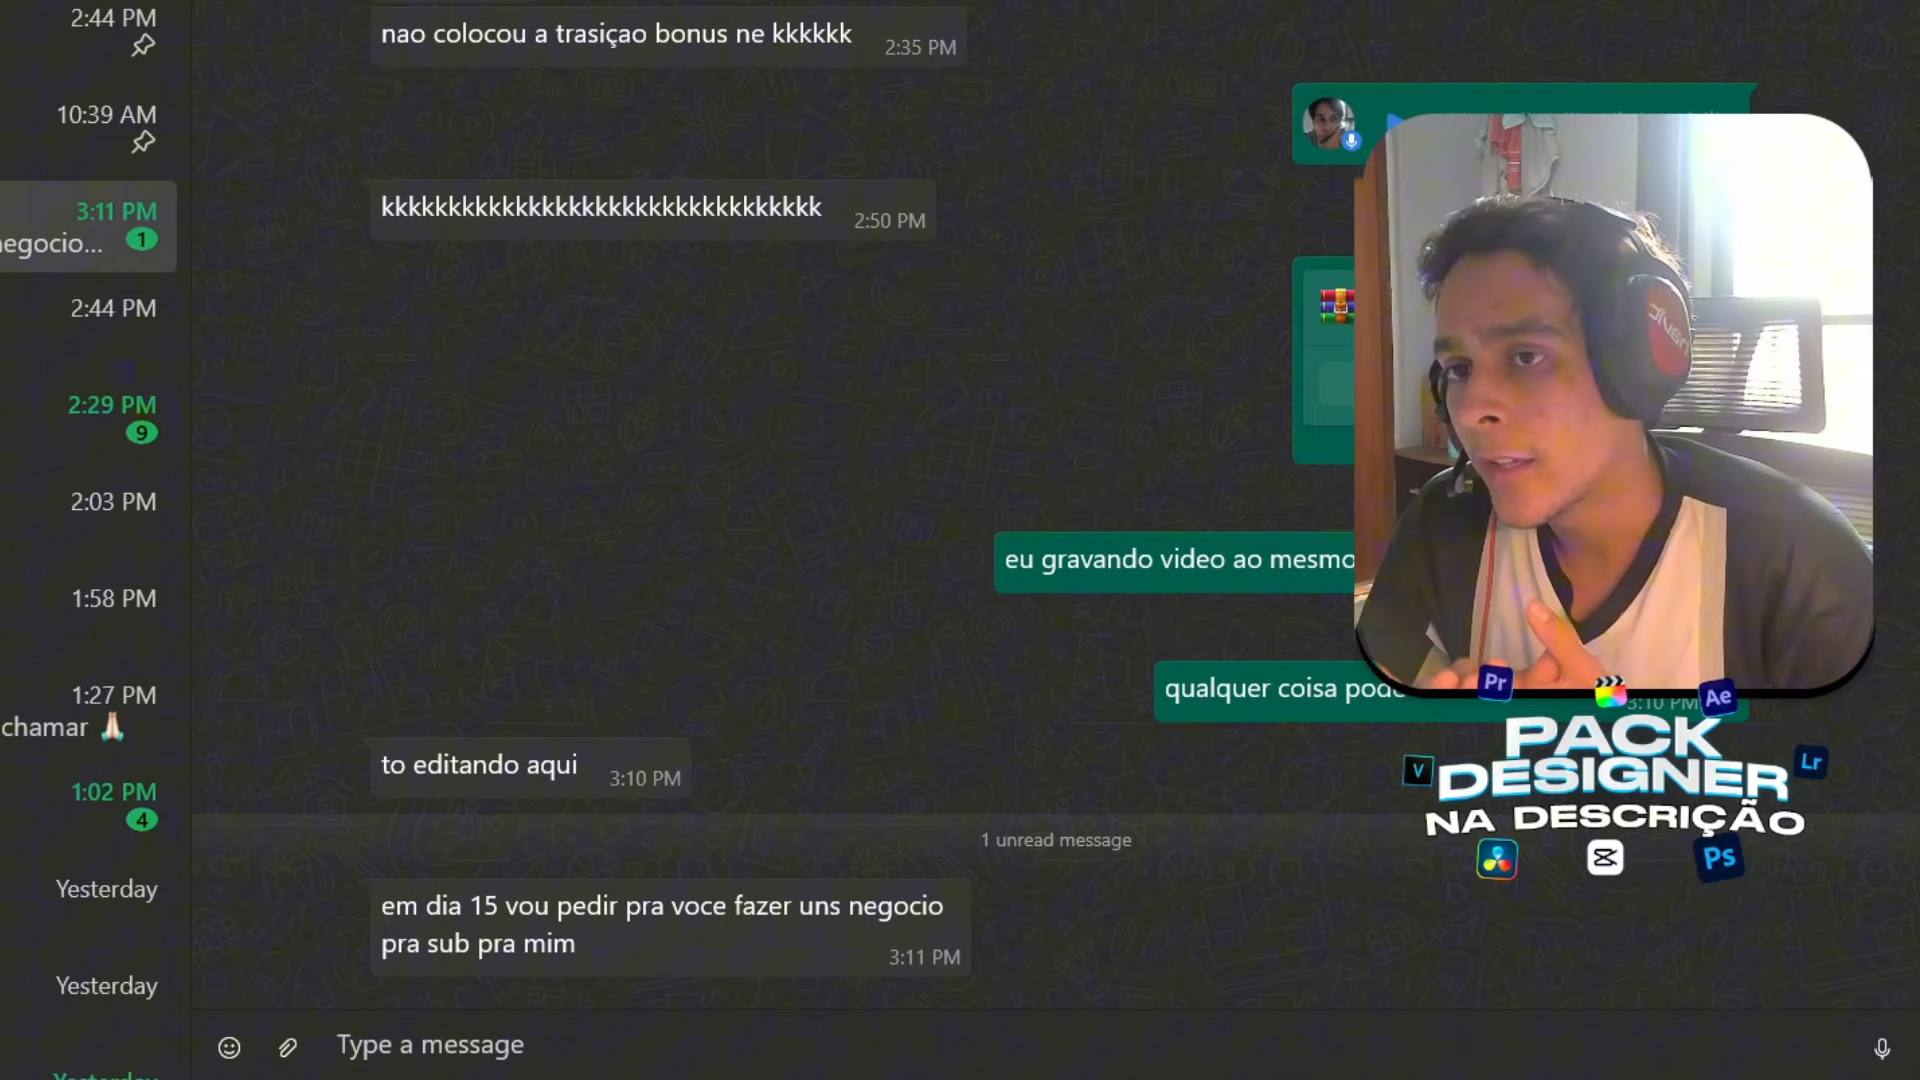 2:44 PM
10:39 AM
3:11 PM
1
2:44 PM
2:29 PM
9
2:03 PM
1:58 PM
1:27 PM
chamar 🙏🏻
1:02 PM
4
Yesterday
Yesterday
nao colocou a trasiçao bonus ne kkkkkk
2:35 PM
kkkkkkkkkkkkkkkkkkkkkkkkkkkkkkkkk
2:50 PM
eu gravando video ao mesmo
qualquer coisa pode
3:10 PM
to editando aqui
3:10 PM
1 unread message
em dia 15 vou pedir pra voce fazer uns negocio
pra sub pra mim
3:11 PM
Type a message
Pr
Ae
PACK
V
DESIGNER
Lr
NA DESCRIÇÃO
Ps